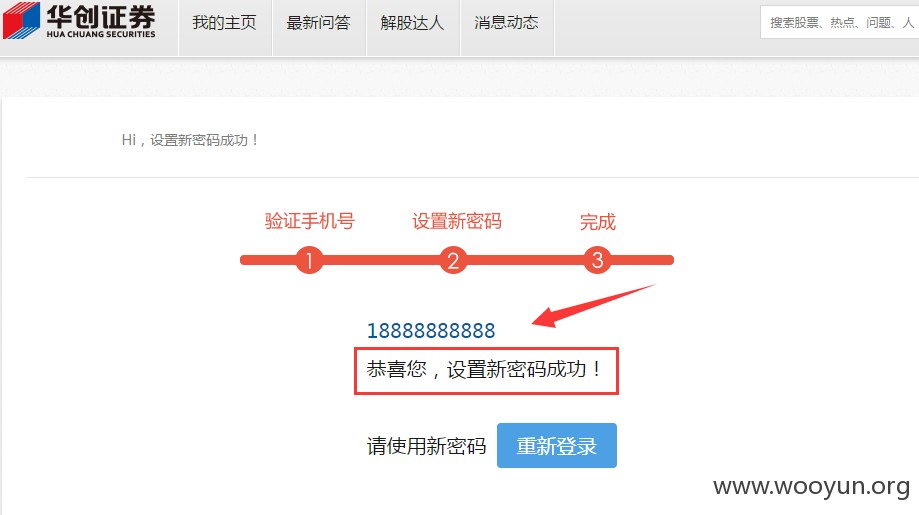 华创证券
HUA CHUANG SECURITIES
我的主页 最新问答 解股达人 消息动态
搜索股票、热点、问题、人
Hi，设置新密码成功！
验证手机号 设置新密码 完成
1 2 3
18888888888
恭喜您，设置新密码成功！
请使用新密码 重新登录
www.wooyun.org